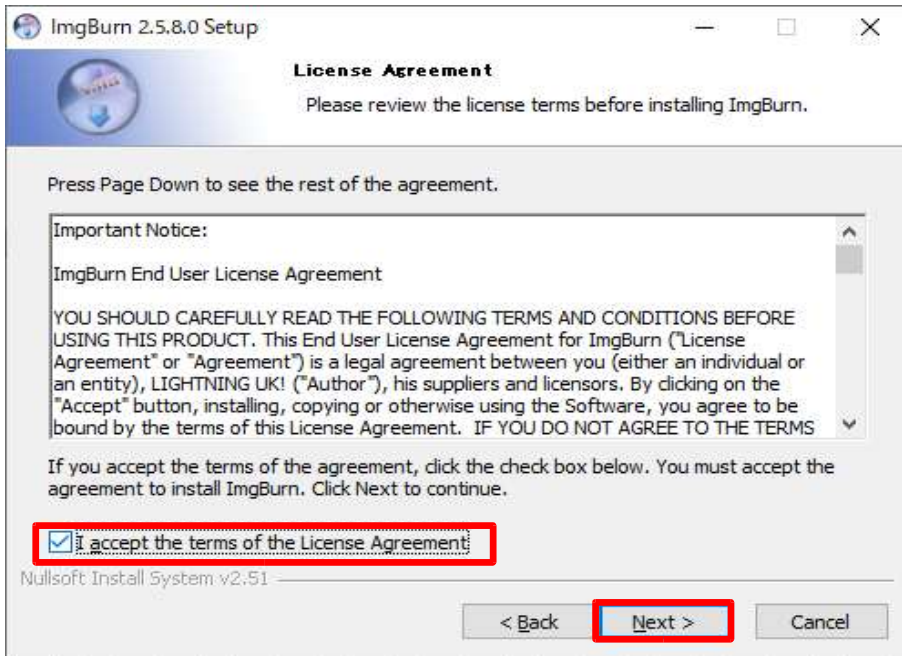 ImgBurn 2.5.8.0 Setup
License Agreement
Please review the license terms before installing ImgBurn.
Press Page Down to see the rest of the agreement.
Important Notice:
ImgBurn End User License Agreement
YOU SHOULD CAREFULLY READ THE FOLLOWING TERMS AND CONDITIONS BEFORE
USING THIS PRODUCT. This End User License Agreement for ImgBurn ("License
Agreement" or "Agreement") is a legal agreement between you (either an individual or
an entity), LIGHTNING UK! ("Author"), his suppliers and licensors. By clicking on the
"Accept" button, installing, copying or otherwise using the Software, you agree to be
bound by the terms of this License Agreement.  IF YOU DO NOT AGREE TO THE TERMS
If you accept the terms of the agreement, click the check box below. You must accept the
agreement to install ImgBurn. Click Next to continue.
I accept the terms of the License Agreement
Nullsoft Install System v2.51
< Back Next > Cancel